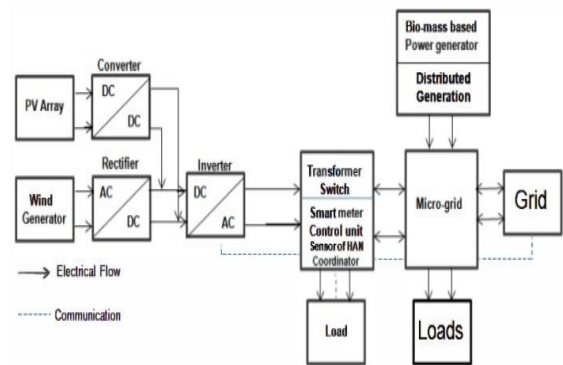 Bio-mass based
Power generator
Distributed
Generation
Converter
DC
DC
PV Array
Rectifier
AC
DC
Wind
Generator
Inverter
DC
AC
Transformer
Switch
Smart meter
Control unit
Sensor of HAN
Coordinator
Micro-grid
Grid
Electrical Flow
Communication
Load
Loads